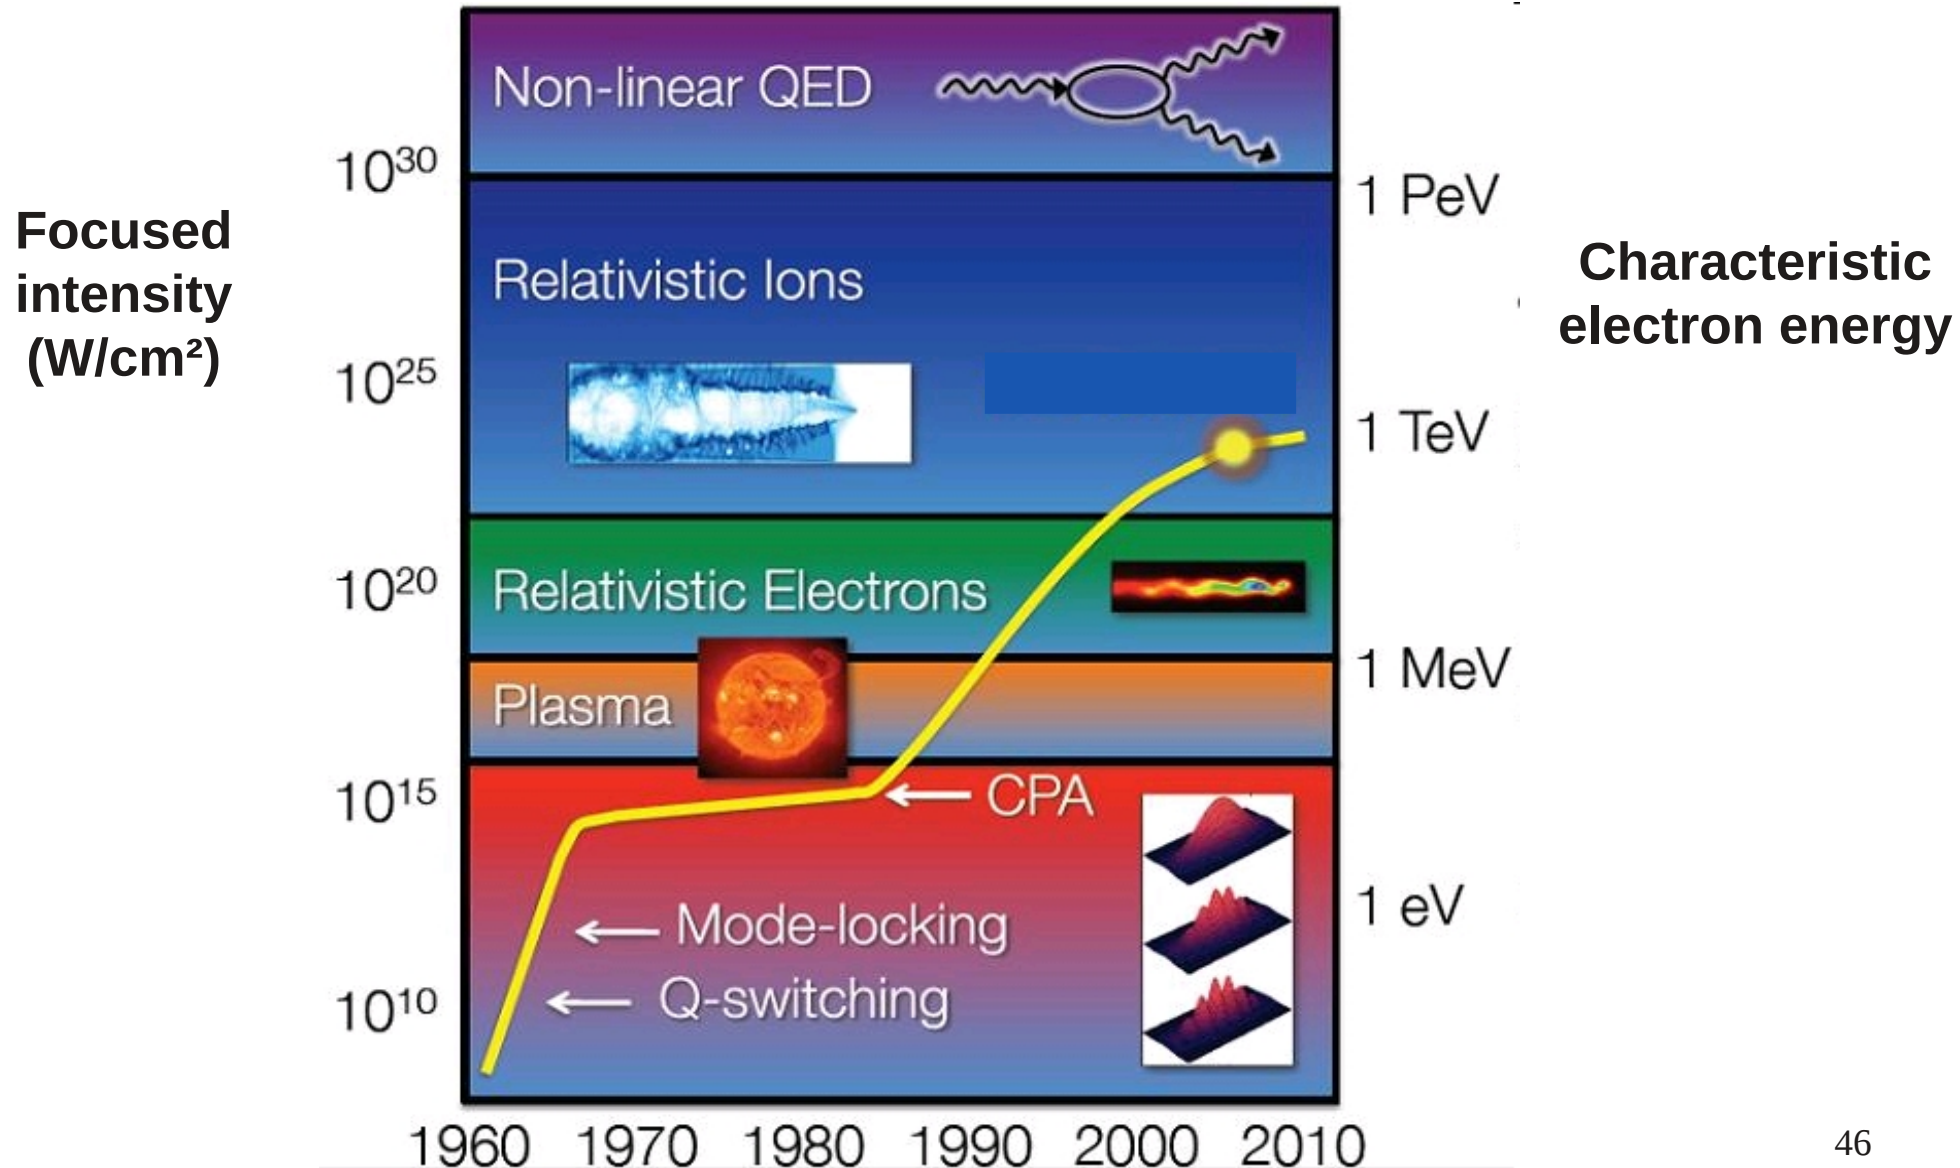 Non-linear QED
10³⁰
1 PeV
Focused
intensity
(W/cm²)
Characteristic
electron energy
Relativistic Ions
10²⁵
1 TeV
10²⁰
Relativistic Electrons
1 MeV
Plasma
10¹⁵
CPA
Mode-locking
1 eV
Q-switching
10¹⁰
1960 1970 1980 1990 2000 2010
46